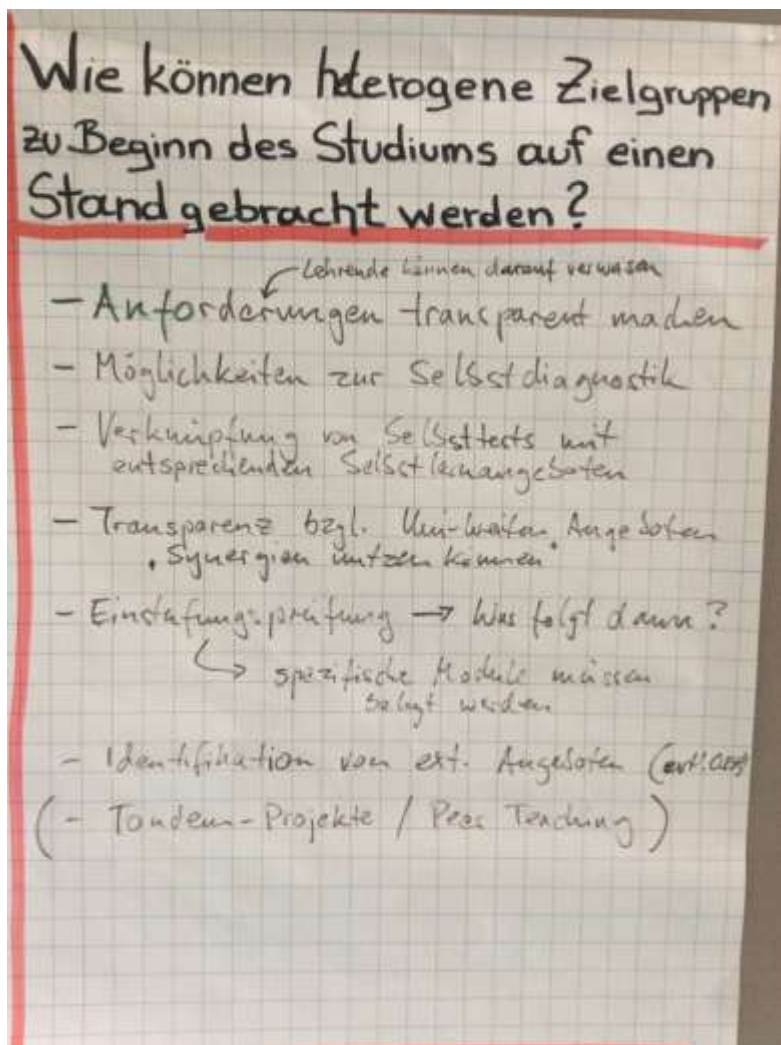 Wie können heterogene Zielgruppen
zu Beginn des Studiums auf einen
Stand gebracht werden?
Lehrende können darauf verweisen
- Anforderungen transparent machen
- Möglichkeiten zur Selbstdiagnostik
- Verknüpfung von Selbsttests mit
entsprechenden Selbstlernangeboten
- Transparenz bzgl. Uni-weiten Angeboten
. Synergien nutzen können
- Einstufungsprüfung → Was folgt dann?
↳ spezifische Module müssen
belegt werden
- Identifikation von ext. Angeboten (evtl.
(- Tandem-Projekte / Peer Teaching)